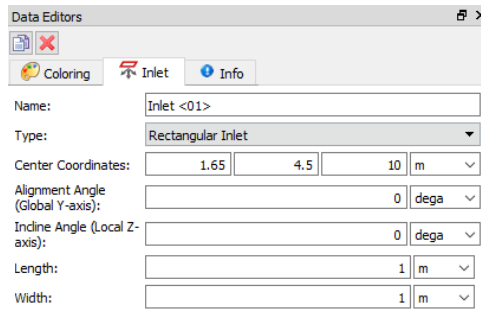 Data Editors
Coloring Inlet Info
Name: Inlet <01>
Type: Rectangular Inlet
Center Coordinates: 1.65 4.5 10 m
Alignment Angle
(Global Y-axis): 0 dega
Incline Angle (Local Z-
axis): 0 dega
Length: 1 m
Width: 1 m